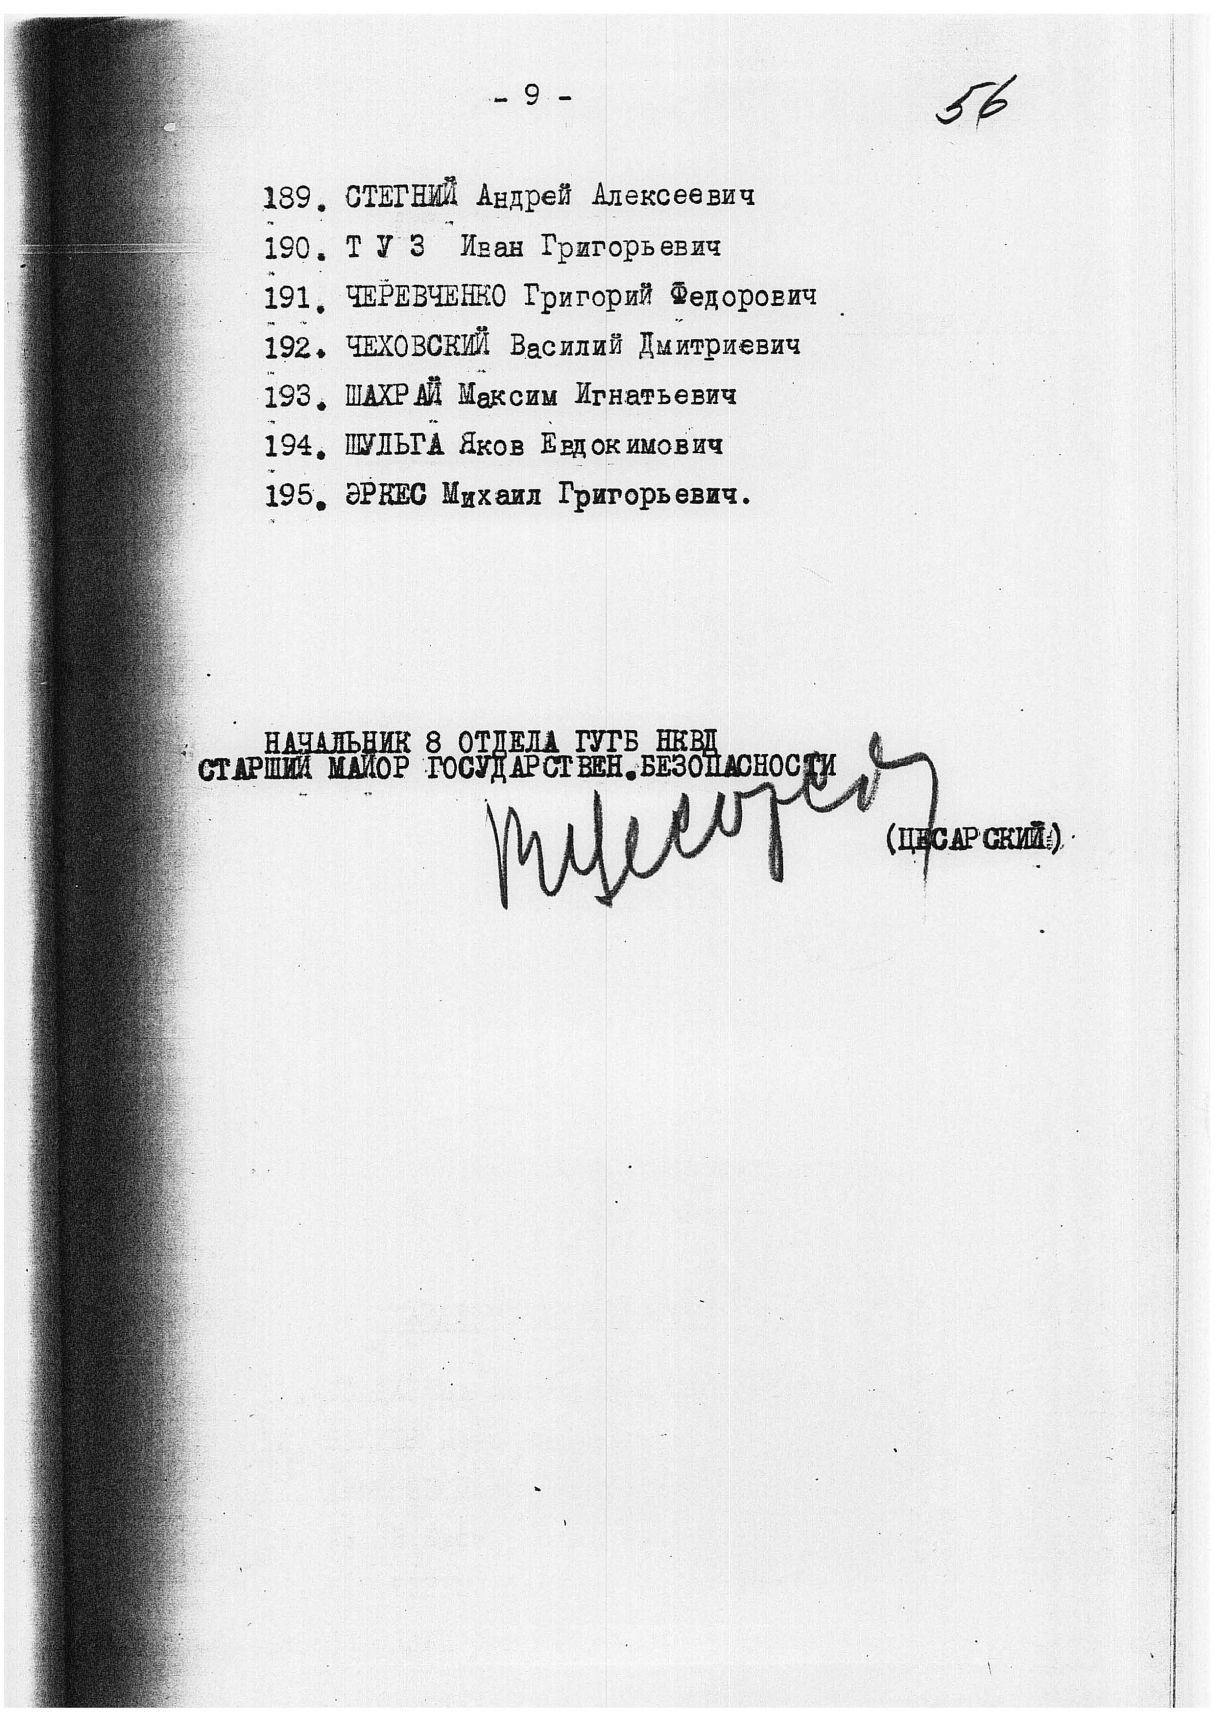 - 9 -
56
189. СТЕГНИЙ Андрей Алексеевич
190. Т У З Иван Григорьевич
191. ЧЕРЕВЧЕНКО Григорий Федорович
192. ЧЕХОВСКИЙ Василий Дмитриевич
193. ШАХРАЙ Максим Игнатьевич
194. ШУЛЬГА Яков Евдокимович
195. ЭРКЕС Михаил Григорьевич.
НАЧАЛЬНИК 8 ОТДЕЛА ГУГБ НКВД
СТАРШИЙ МАЙОР ГОСУДАРСТВЕН.БЕЗОПАСНОСТИ
(ЦЕСАРСКИЙ)